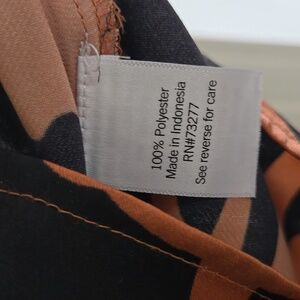 100% Polyester
Made in Indonesia
RN#73277
See reverse for care